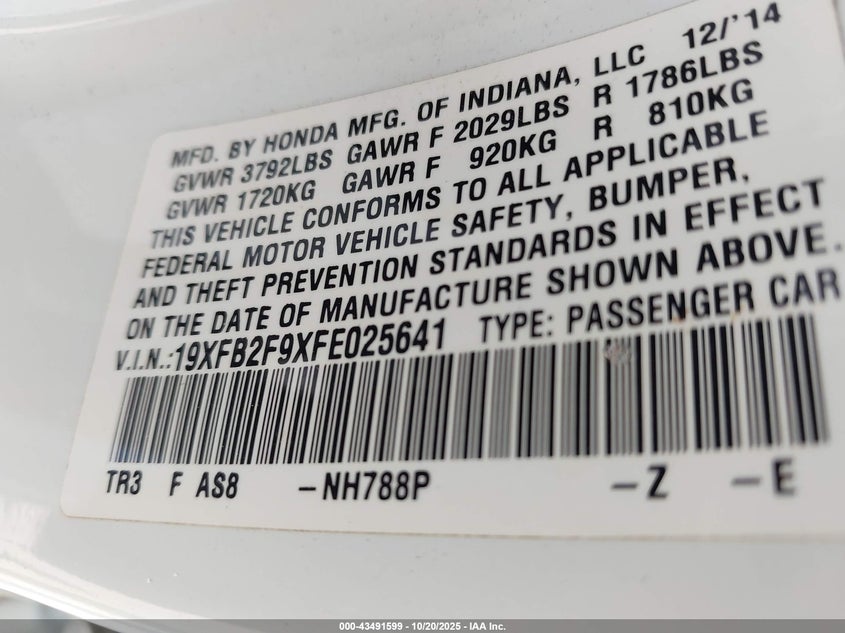 MFD. BY HONDA MFG. OF INDIANA, LLC 12/'14
GVWR 3792LBS GAWR F 2029LBS R 1786LBS
GVWR 1720KG GAWR F 920KG R 810KG
THIS VEHICLE CONFORMS TO ALL APPLICABLE
FEDERAL MOTOR VEHICLE SAFETY, BUMPER,
AND THEFT PREVENTION STANDARDS IN EFFECT
ON THE DATE OF MANUFACTURE SHOWN ABOVE.
V.I.N.:19XFB2F9XFE025641 TYPE: PASSENGER CAR
TR3 F AS8 -NH788P -Z -E
000-43491599 - 10/20/2025 - IAA Inc.